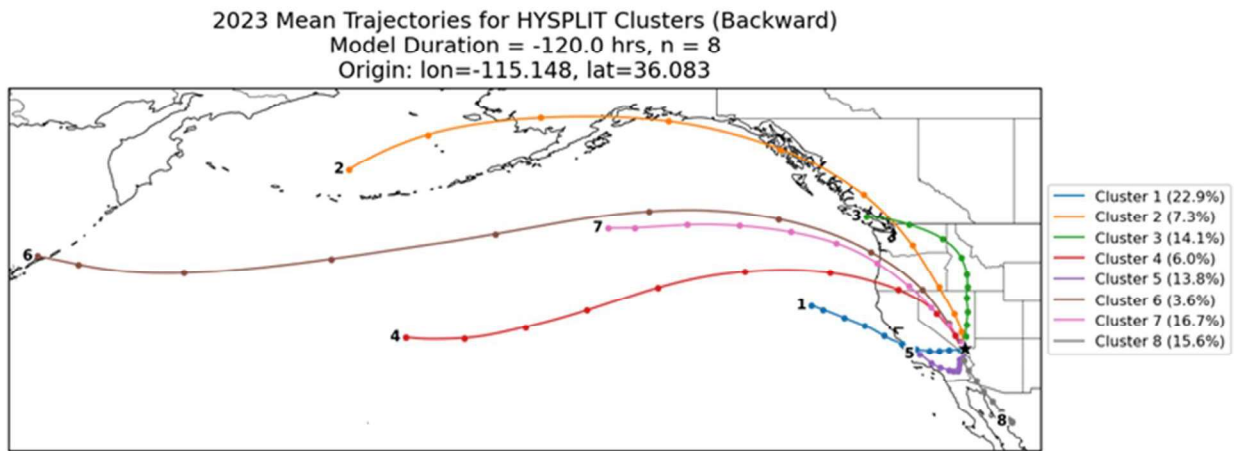 2023 Mean Trajectories for HYSPLIT Clusters (Backward)
Model Duration = -120.0 hrs, n = 8
Origin: lon=-115.148, lat=36.083
2
3
6
7
1
4
5
8
Cluster 1 (22.9%)
Cluster 2 (7.3%)
Cluster 3 (14.1%)
Cluster 4 (6.0%)
Cluster 5 (13.8%)
Cluster 6 (3.6%)
Cluster 7 (16.7%)
Cluster 8 (15.6%)